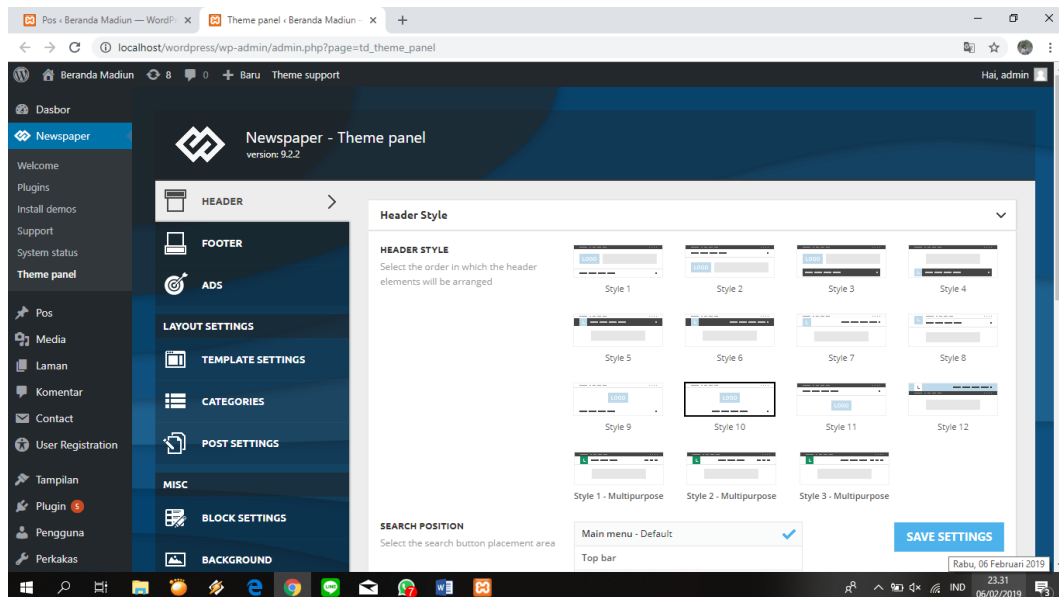 Pos ‹ Beranda Madiun — WordPr
Theme panel ‹ Beranda Madiun –
localhost/wordpress/wp-admin/admin.php?page=td_theme_panel
Beranda Madiun 8 0 Baru Theme support
Hai, admin
Dasbor
Newspaper
Welcome
Plugins
Install demos
Support
System status
Theme panel
Pos
Media
Laman
Komentar
Contact
User Registration
Tampilan
Plugin 5
Pengguna
Perkakas
Newspaper - Theme panel
version: 9.2.2
HEADER
FOOTER
ADS
LAYOUT SETTINGS
TEMPLATE SETTINGS
CATEGORIES
POST SETTINGS
MISC
BLOCK SETTINGS
BACKGROUND
Header Style
HEADER STYLE
Select the order in which the header
elements will be arranged
LOGO LOGO LOGO L
Style 1 Style 2 Style 3 Style 4
L L L L
Style 5 Style 6 Style 7 Style 8
LOGO LOGO LOGO L
Style 9 Style 10 Style 11 Style 12
L L L
Style 1 - Multipurpose Style 2 - Multipurpose Style 3 - Multipurpose
SEARCH POSITION
Select the search button placement area
Main menu - Default
Top bar
SAVE SETTINGS
Rabu, 06 Februari 2019
IND
23.31
06/02/2019